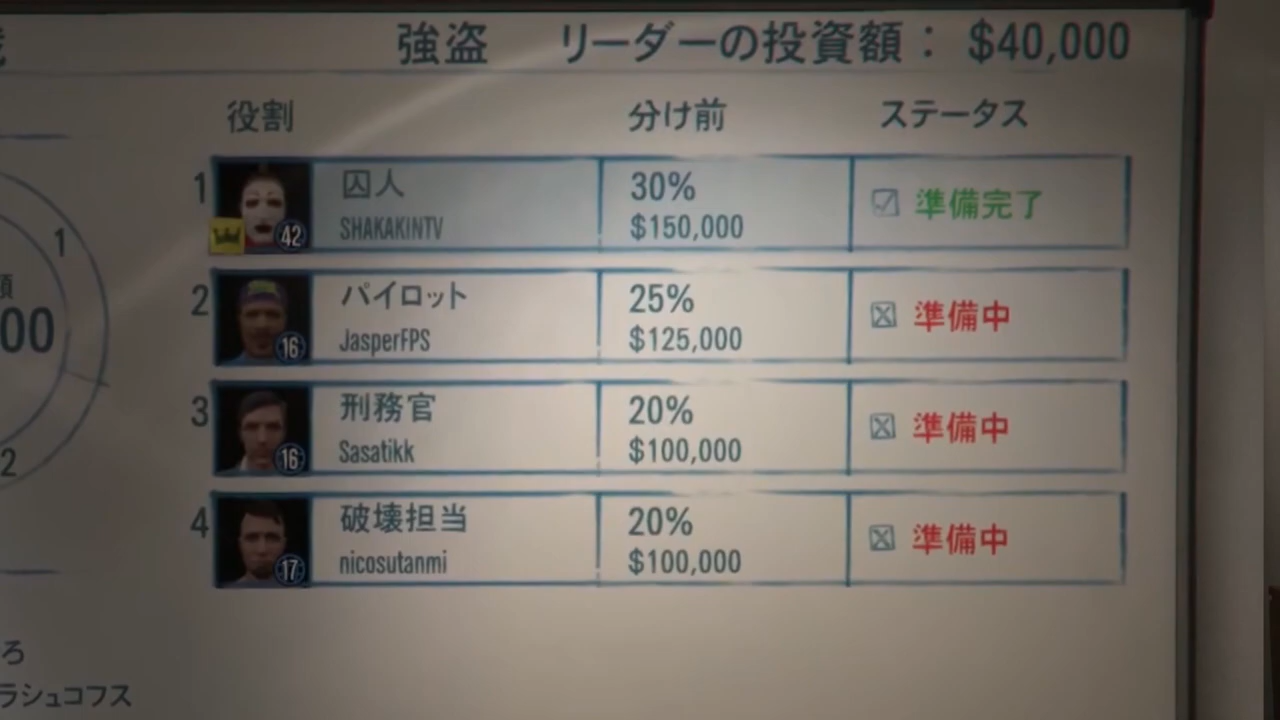 強盗 リーダーの投資額： $40,000
役割 分け前 ステータス
1 囚人 30% 準備完了
42 SHAKAKINTV $150,000
2 パイロット 25% 準備中
16 JasperFPS $125,000
3 刑務官 20% 準備中
16 Sasatikk $100,000
4 破壊担当 20% 準備中
17 nicosutanmi $100,000
1
額
00
2
ろ
ラシュコフス